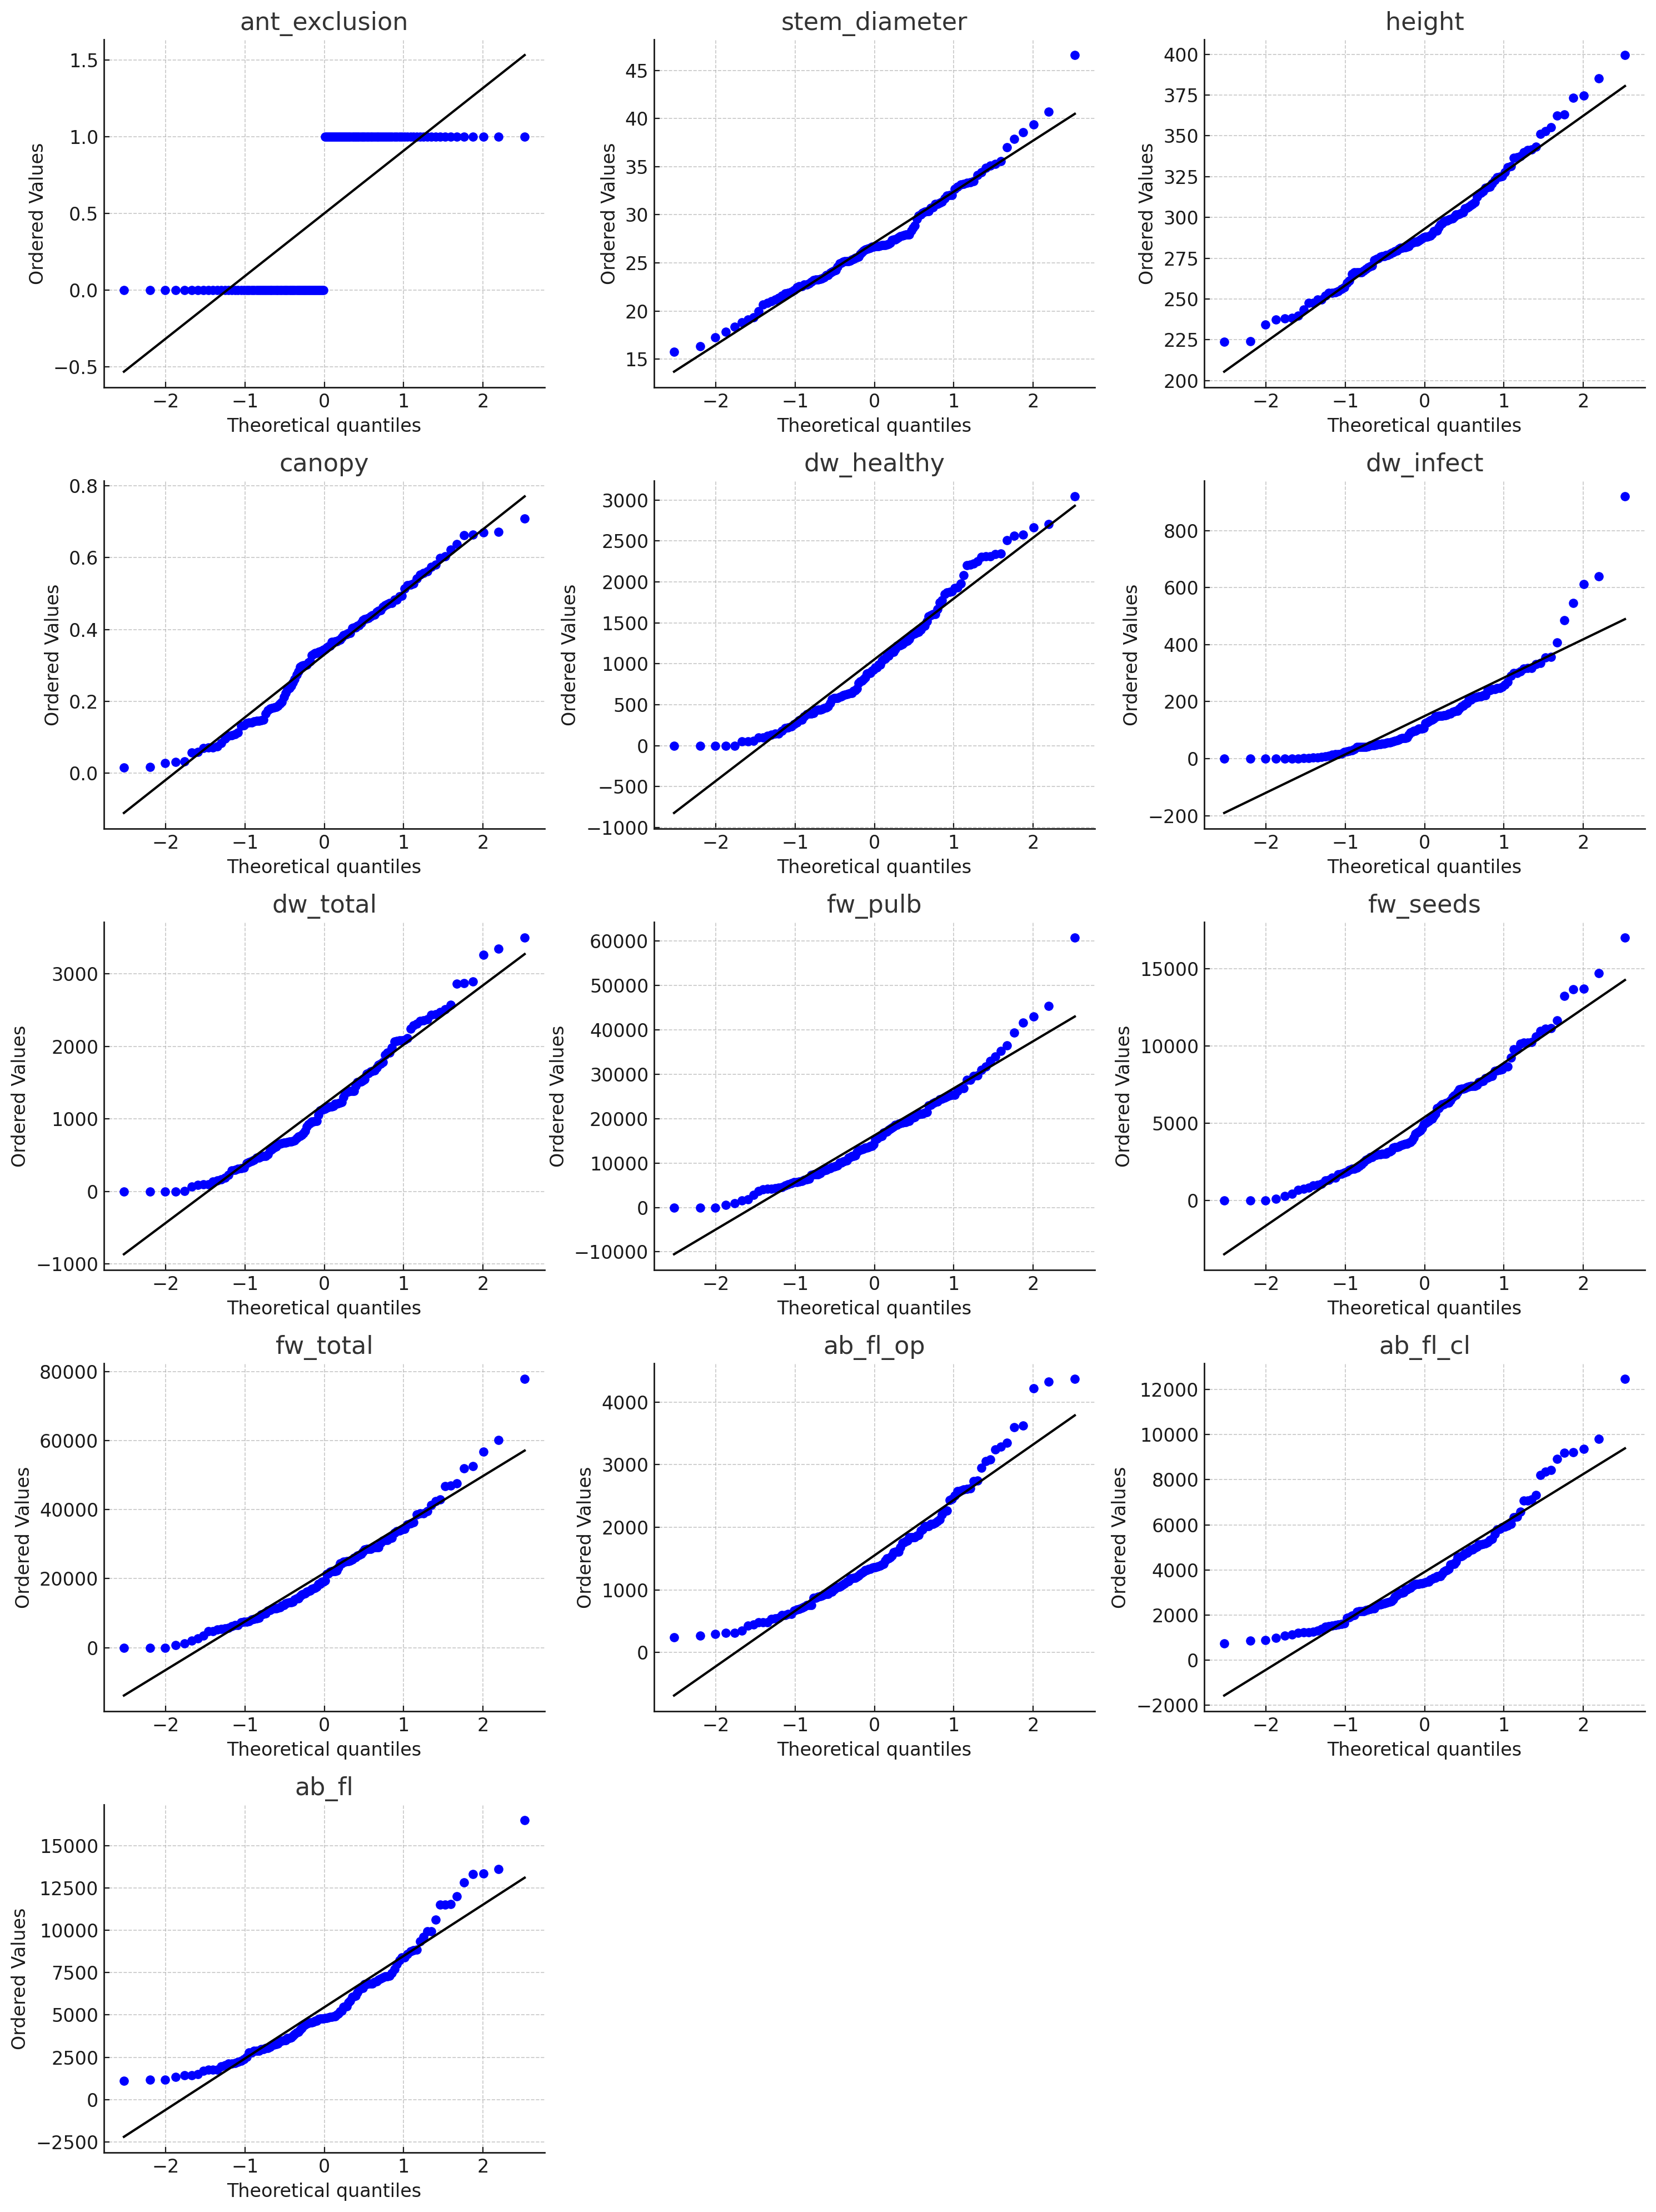 ant_exclusion
1.5
1.0
0.5
0.0
−0.5
−2 −1 0 1 2
Ordered Values
Theoretical quantiles
stem_diameter
45
40
35
30
25
20
15
−2 −1 0 1 2
Ordered Values
Theoretical quantiles
height
400
375
350
325
300
275
250
225
200
−2 −1 0 1 2
Ordered Values
Theoretical quantiles
canopy
0.8
0.6
0.4
0.2
0.0
−2 −1 0 1 2
Ordered Values
Theoretical quantiles
dw_healthy
3000
2500
2000
1500
1000
500
0
−500
−1000
−2 −1 0 1 2
Ordered Values
Theoretical quantiles
dw_infect
800
600
400
200
0
−200
−2 −1 0 1 2
Ordered Values
Theoretical quantiles
dw_total
3000
2000
1000
0
−1000
−2 −1 0 1 2
Ordered Values
Theoretical quantiles
fw_pulb
60000
50000
40000
30000
20000
10000
0
−10000
−2 −1 0 1 2
Ordered Values
Theoretical quantiles
fw_seeds
15000
10000
5000
0
−2 −1 0 1 2
Ordered Values
Theoretical quantiles
fw_total
80000
60000
40000
20000
0
−2 −1 0 1 2
Ordered Values
Theoretical quantiles
ab_fl_op
4000
3000
2000
1000
0
−2 −1 0 1 2
Ordered Values
Theoretical quantiles
ab_fl_cl
12000
10000
8000
6000
4000
2000
0
−2000
−2 −1 0 1 2
Ordered Values
Theoretical quantiles
ab_fl
15000
12500
10000
7500
5000
2500
0
−2500
−2 −1 0 1 2
Ordered Values
Theoretical quantiles